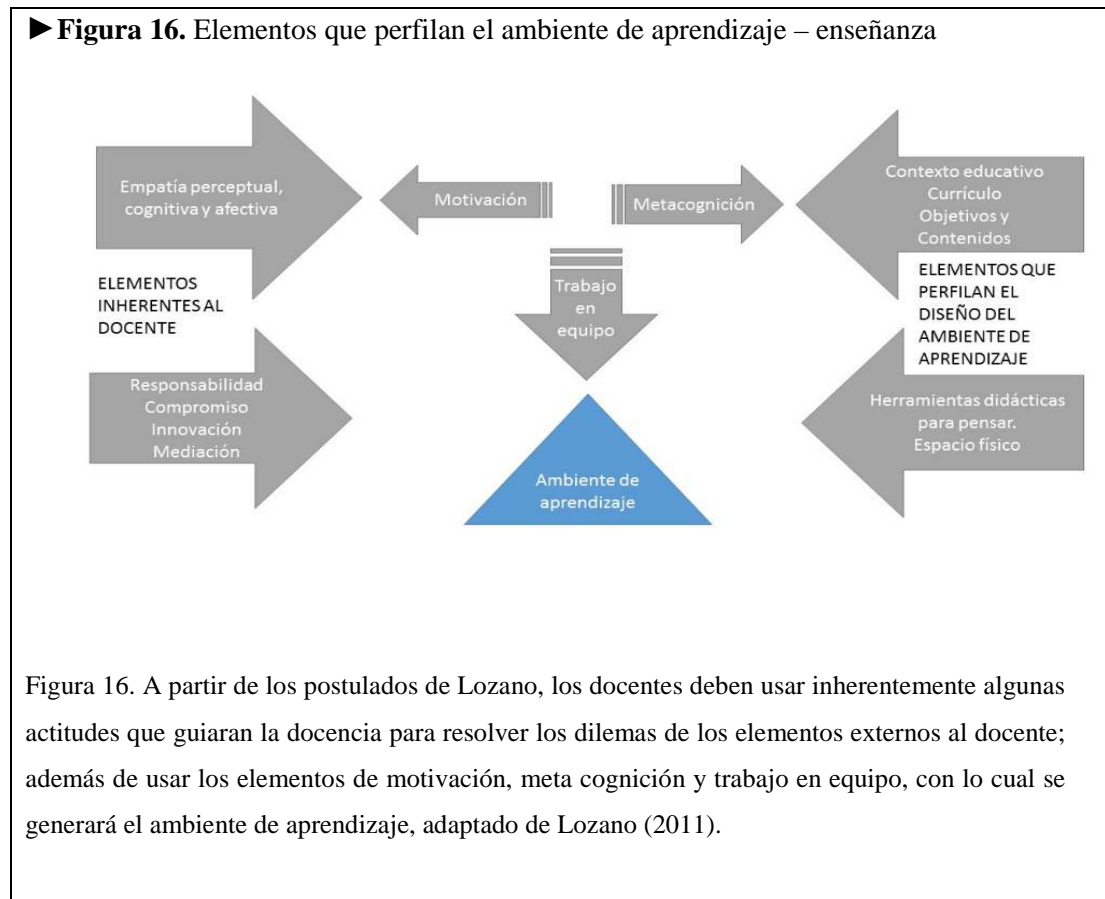 ►Figura 16. Elementos que perfilan el ambiente de aprendizaje – enseñanza
Empatía perceptual,
cognitiva y afectiva
Motivación
Metacognición
Contexto educativo
Currículo
Objetivos y
Contenidos
ELEMENTOS
INHERENTES AL
DOCENTE
Trabajo
en
equipo
ELEMENTOS QUE
PERFILAN EL
DISEÑO DEL
AMBIENTE DE
APRENDIZAJE
Responsabilidad
Compromiso
Innovación
Mediación
Herramientas didácticas
para pensar.
Espacio físico
Ambiente de
aprendizaje
Figura 16. A partir de los postulados de Lozano, los docentes deben usar inherentemente algunas
actitudes que guiaran la docencia para resolver los dilemas de los elementos externos al docente;
además de usar los elementos de motivación, meta cognición y trabajo en equipo, con lo cual se
generará el ambiente de aprendizaje, adaptado de Lozano (2011).